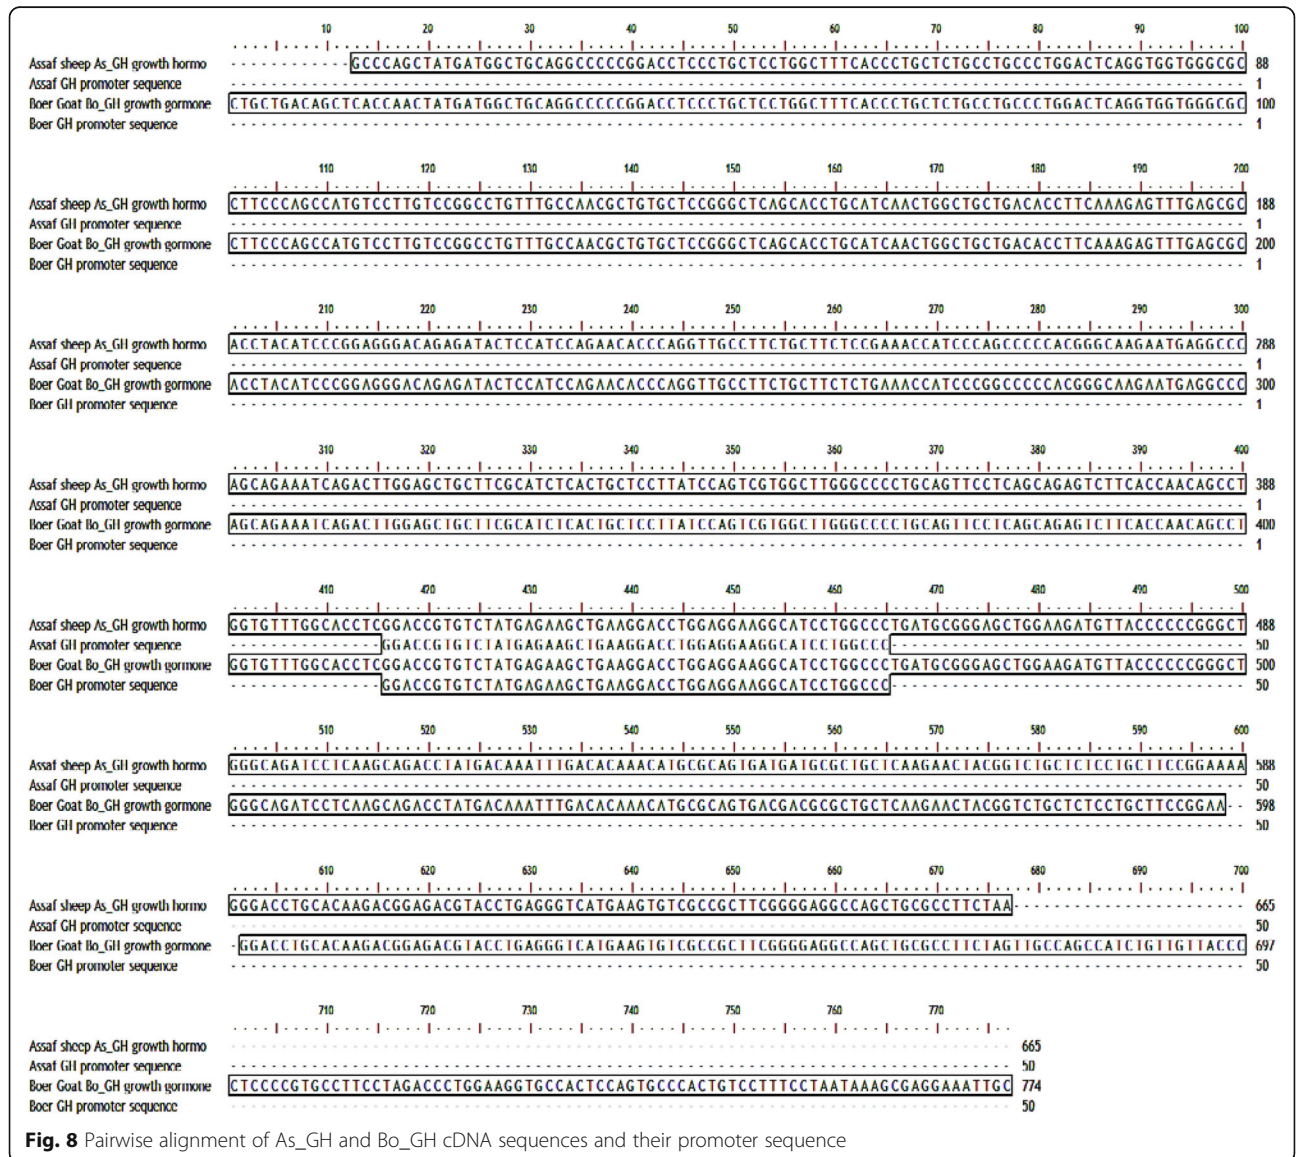 10 20 30 40 50 60 70 80 90 100
Assaf sheep As_GH growth hormo GCCCAGCTATGATGGCTGCAGGCCCCCGGACCTCCCTGCTCCTGGCTTTCACCCTGCTCTGCCTGCCCTGGACTCAGGTGGTGGGCGC 88
Assaf GH promoter sequence 1
Boer Goat Bo_GH growth gormone CTGCTGACAGCTCACCAACTATGATGGCTGCAGGCCCCCGGACCTCCCTGCTCCTGGCTTTCACCCTGCTCTGCCTGCCCTGGACTCAGGTGGTGGGCGC 100
Boer GH promoter sequence 1
110 120 130 140 150 160 170 180 190 200
Assaf sheep As_GH growth hormo CTTCCCAGCCATGTCCTTGTCCGGCCTGTTTGCCAACGCTGTGCTCCGGGCTCAGCACCTGCATCAACTGGCTGCTGACACCTTCAAAGAGTTTGAGCGC 188
Assaf GH promoter sequence 1
Boer Goat Bo_GH growth gormone CTTCCCAGCCATGTCCTTGTCCGGCCTGTTTGCCAACGCTGTGCTCCGGGCTCAGCACCTGCATCAACTGGCTGCTGACACCTTCAAAGAGTTTGAGCGC 200
Boer GH promoter sequence 1
210 220 230 240 250 260 270 280 290 300
Assaf sheep As_GH growth hormo ACCTACATCCCGGAGGGACAGAGATACTCCATCCAGAACACCCAGGTTGCCTTCTGCTTCTCCGAAACCATCCCAGCCCCCACGGGCAAGAATGAGGCCC 288
Assaf GH promoter sequence 1
Boer Goat Bo_GH growth gormone ACCTACATCCCGGAGGGACAGAGATACTCCATCCAGAACACCCAGGTTGCCTTCTGCTTCTCTGAAACCATCCCGGCCCCCACGGGCAAGAATGAGGCCC 300
Boer GH promoter sequence 1
310 320 330 340 350 360 370 380 390 400
Assaf sheep As_GH growth hormo AGCAGAAATCAGACTTGGAGCTGCTTCGCATCTCACTGCTCCTTATCCAGTCGTGGCTTGGGCCCCTGCAGTTCCTCAGCAGAGTCTTCACCAACAGCCT 388
Assaf GH promoter sequence 1
Boer Goat Bo_GH growth gormone AGCAGAAATCAGACTTGGAGCTGCTTCGCATCTCACTGCTCCTTATCCAGTCGTGGCTTGGGCCCCTGCAGTTCCTCAGCAGAGTCTTCACCAACAGCCT 400
Boer GH promoter sequence 1
410 420 430 440 450 460 470 480 490 500
Assaf sheep As_GH growth hormo GGTGTTTGGCACCTCGGACCGTGTCTATGAGAAGCTGAAGGACCTGGAGGAAGGCATCCTGGCCCTGATGCGGGAGCTGGAAGATGTTACCCCCCGGGCT 488
Assaf GH promoter sequence GGACCGTGTCTATGAGAAGCTGAAGGACCTGGAGGAAGGCATCCTGGCCC 50
Boer Goat Bo_GH growth gormone GGTGTTTGGCACCTCGGACCGTGTCTATGAGAAGCTGAAGGACCTGGAGGAAGGCATCCTGGCCCTGATGCGGGAGCTGGAAGATGTTACCCCCCGGGCT 500
Boer GH promoter sequence GGACCGTGTCTATGAGAAGCTGAAGGACCTGGAGGAAGGCATCCTGGCCC 50
510 520 530 540 550 560 570 580 590 600
Assaf sheep As_GH growth hormo GGGCAGATCCTCAAGCAGACCTATGACAAATTTGACACAAACATGCGCAGTGATGATGCGCTGCTCAAGAACTACGGTCTGCTCTCCTGCTTCCGGAAAA 588
Assaf GH promoter sequence 50
Boer Goat Bo_GH growth gormone GGGCAGATCCTCAAGCAGACCTATGACAAATTTGACACAAACATGCGCAGTGACGACGCGCTGCTCAAGAACTACGGTCTGCTCTCCTGCTTCCGGAA 598
Boer GH promoter sequence 50
610 620 630 640 650 660 670 680 690 700
Assaf sheep As_GH growth hormo GGGACCTGCACAAGACGGAGACGTACCTGAGGGTCATGAAGTGTCGCCGCTTCGGGGAGGCCAGCTGCGCCTTCTAA 665
Assaf GH promoter sequence 50
Boer Goat Bo_GH growth gormone GGACCTGCACAAGACGGAGACGTACCTGAGGGTCATGAAGTGTCGCCGCTTCGGGGAGGCCAGCTGCGCCTTCTAGTTGCCAGCCATCTGTTGTTACCC 697
Boer GH promoter sequence 50
710 720 730 740 750 760 770
Assaf sheep As_GH growth hormo 665
Assaf GH promoter sequence 50
Boer Goat Bo_GH growth gormone CTCCCCGTGCCTTCCTAGACCCTGGAAGGTGCCACTCCAGTGCCCACTGTCCTTTCCTAATAAAGCGAGGAAATTGC 774
Boer GH promoter sequence 50
Fig. 8 Pairwise alignment of As_GH and Bo_GH cDNA sequences and their promoter sequence